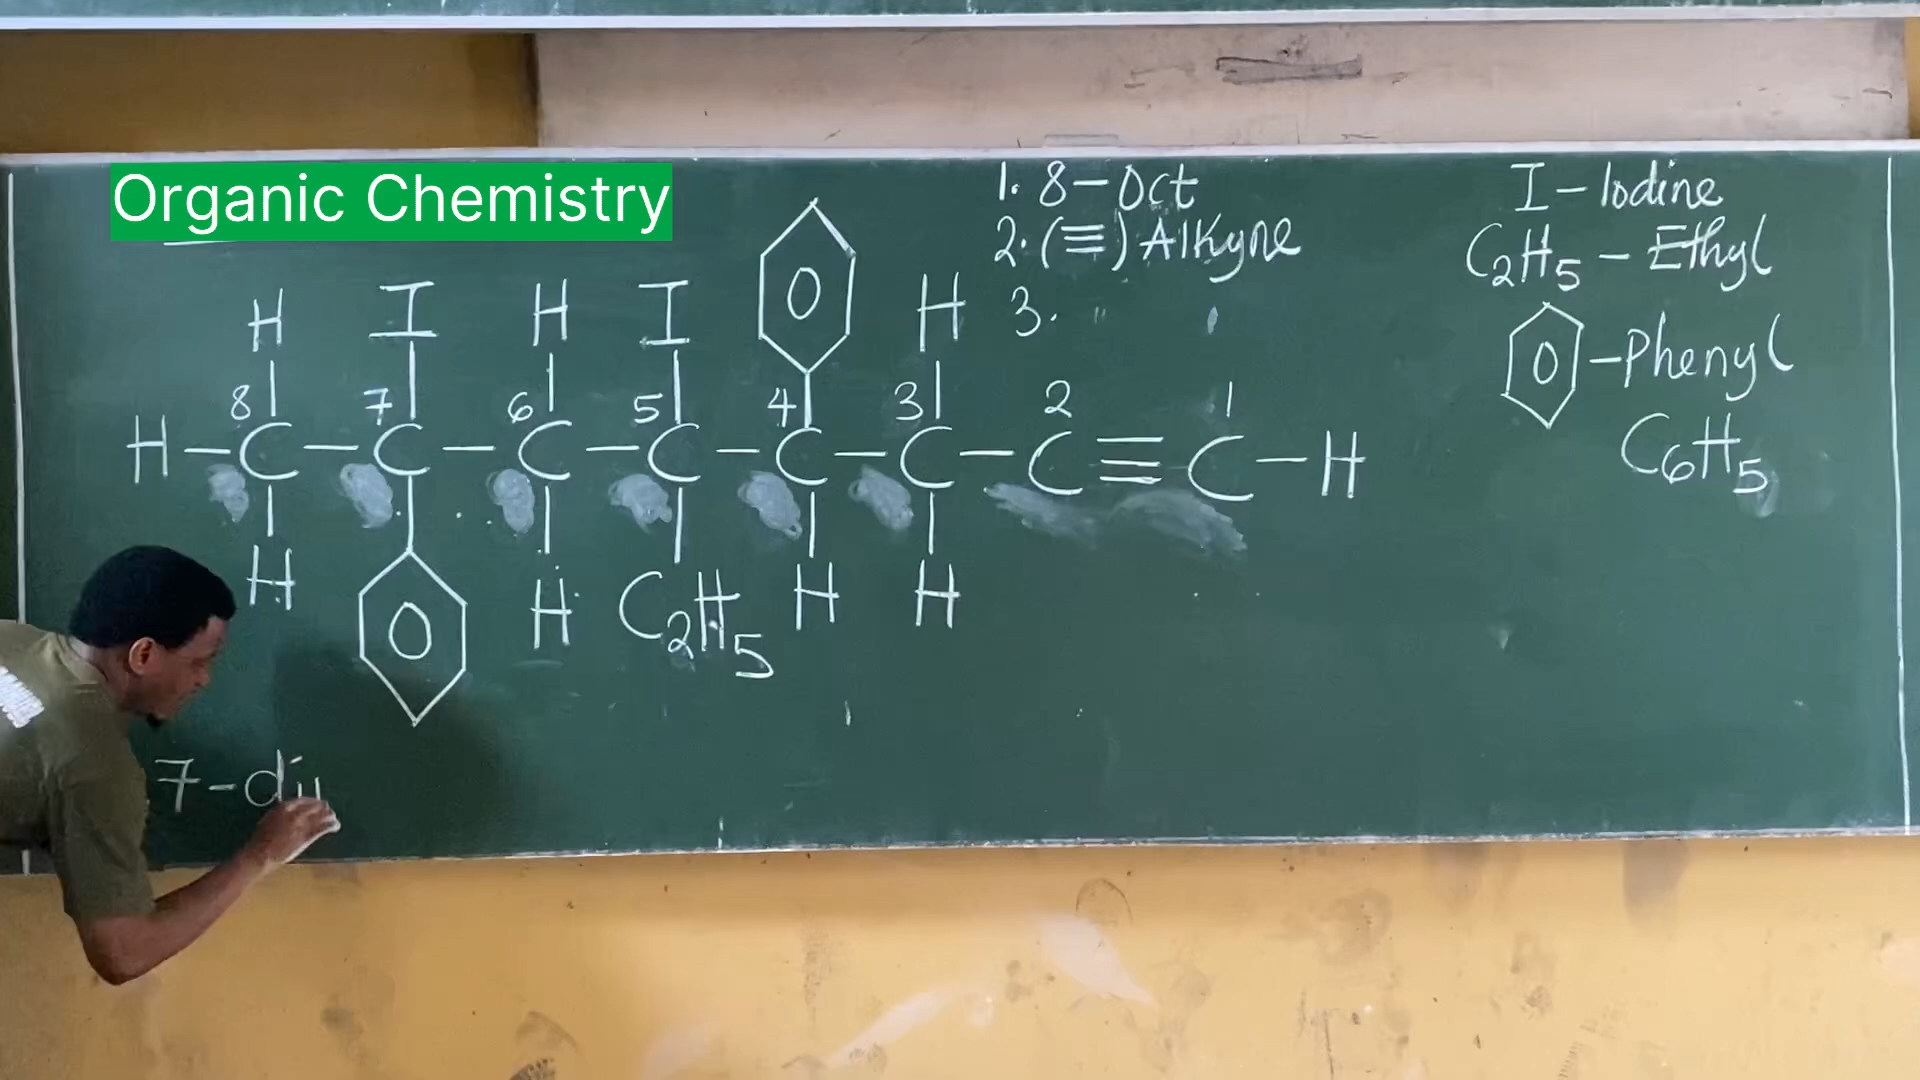 Organic Chemistry
1. 8-Oct
2. (≡) Alkyne
3. "
I - Iodine
C₂H₅ - Ethyl
-Phenyl
C₆H₅
H I H I H
8 7 6 5 4 3 2 1
H-C-C-C-C-C-C-C≡C-H
H H C₂H₅ H H
7-di